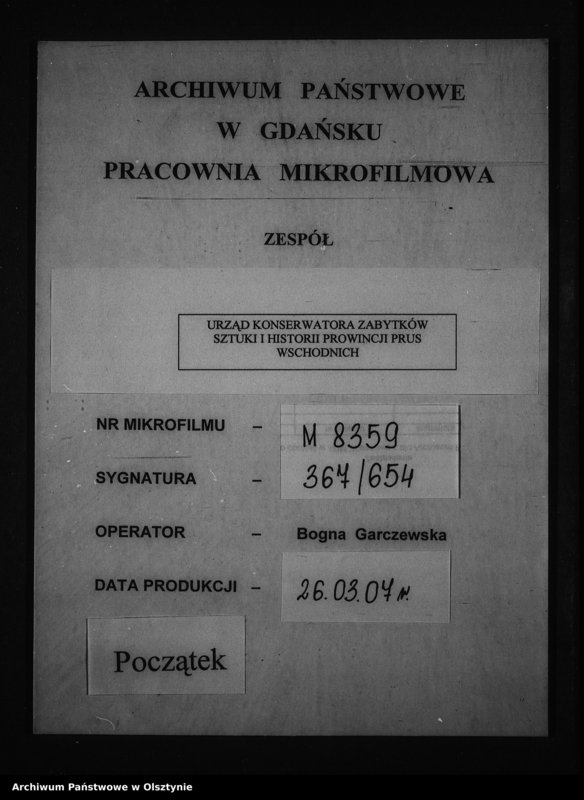 ARCHIWUM PAŃSTWOWE
W GDAŃSKU
PRACOWNIA MIKROFILMOWA
ZESPÓŁ
URZĄD KONSERWATORA ZABYTKÓW
SZTUKI I HISTORII PROWINCJI PRUS
WSCHODNICH
NR MIKROFILMU – M 8359
SYGNATURA – 367/654
OPERATOR – Bogna Garczewska
DATA PRODUKCJI – 26.03.07 r.
Początek
Archiwum Państwowe w Olsztynie